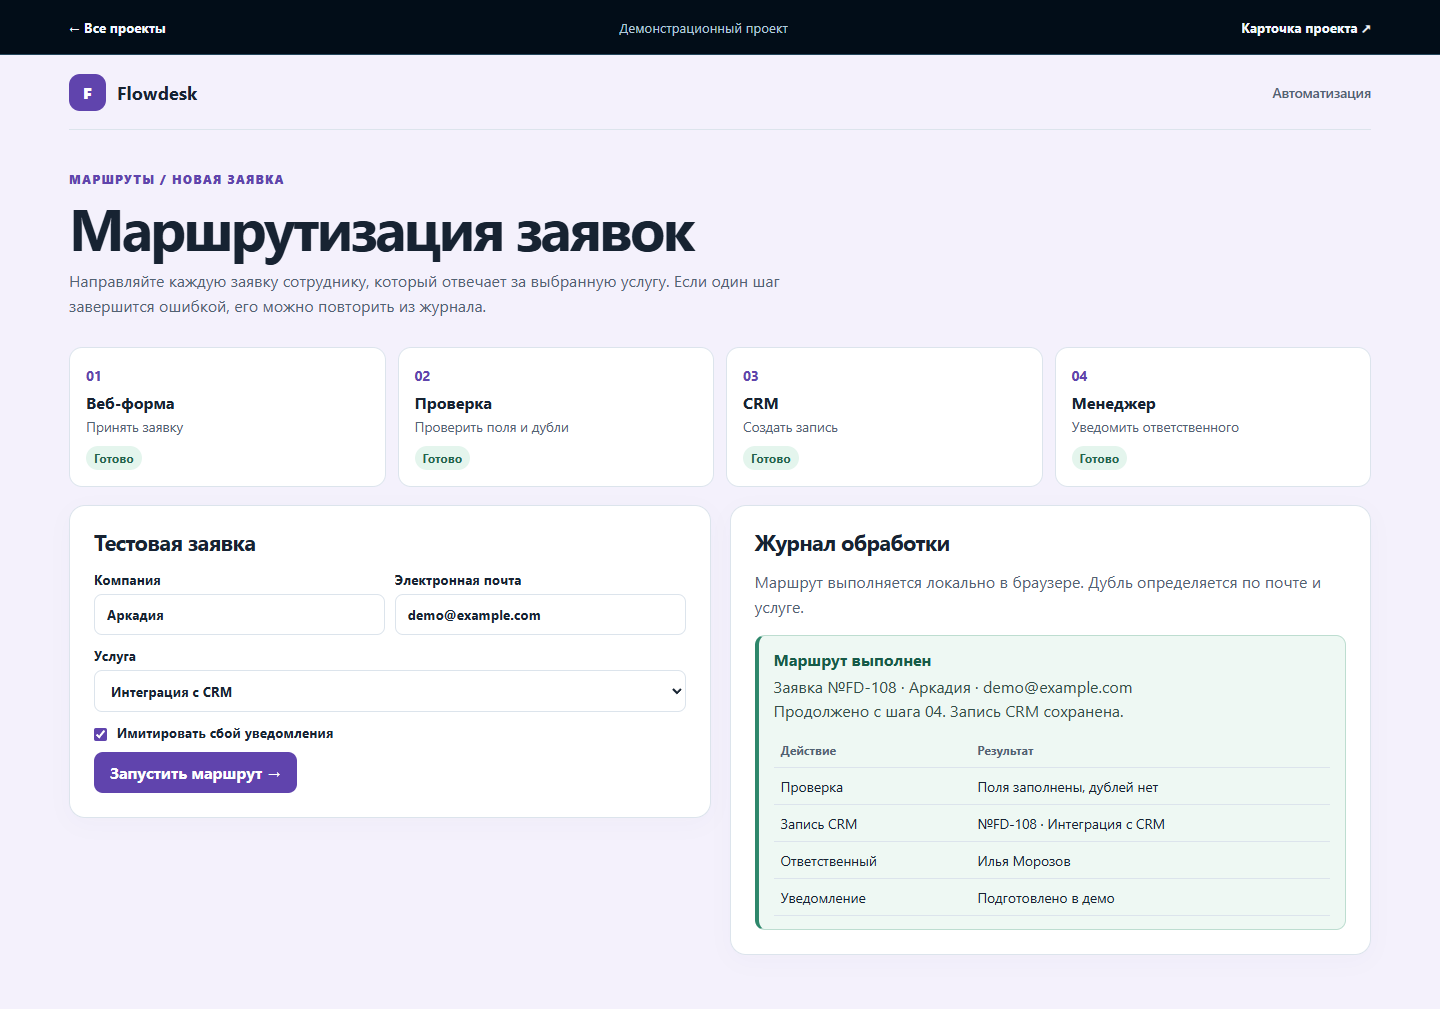 ← Все проекты
Демонстрационный проект
Карточка проекта ↗
F
Flowdesk
Автоматизация
МАРШРУТЫ / НОВАЯ ЗАЯВКА
Маршрутизация заявок
Направляйте каждую заявку сотруднику, который отвечает за выбранную услугу. Если один шаг
завершится ошибкой, его можно повторить из журнала.
01
Веб-форма
Принять заявку
Готово
02
Проверка
Проверить поля и дубли
Готово
03
CRM
Создать запись
Готово
04
Менеджер
Уведомить ответственного
Готово
Тестовая заявка
Компания
Электронная почта
Аркадия
demo@example.com
Услуга
Интеграция с CRM
Имитировать сбой уведомления
Запустить маршрут →
Журнал обработки
Маршрут выполняется локально в браузере. Дубль определяется по почте и
услуге.
Маршрут выполнен
Заявка №FD-108 · Аркадия · demo@example.com
Продолжено с шага 04. Запись CRM сохранена.
Действие
Результат
Проверка
Поля заполнены, дублей нет
Запись CRM
№FD-108 · Интеграция с CRM
Ответственный
Илья Морозов
Уведомление
Подготовлено в демо